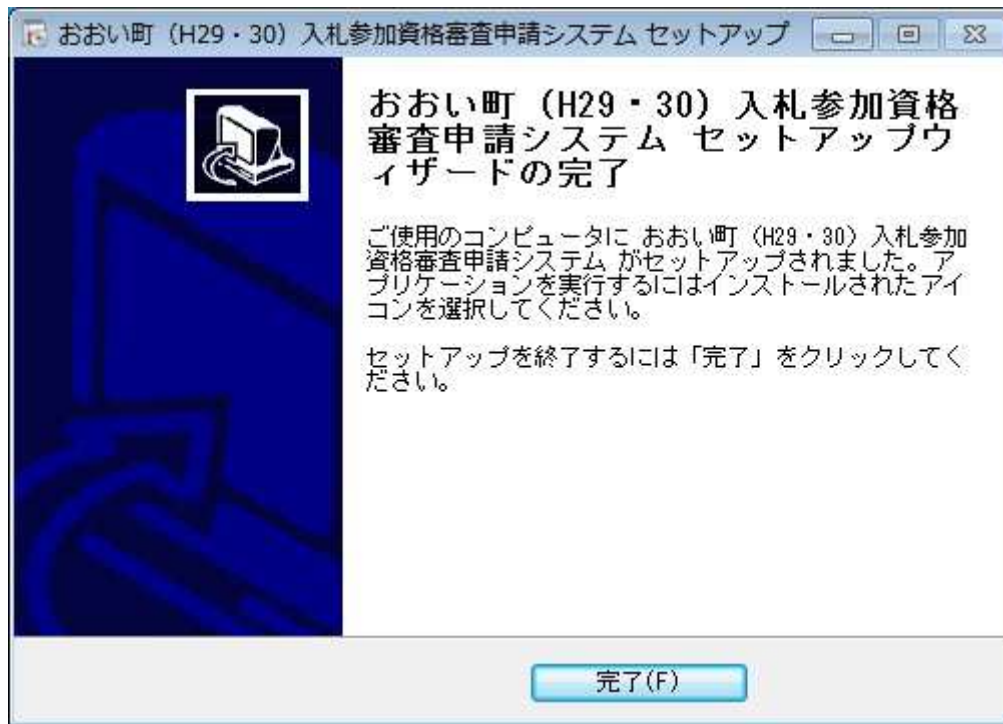 おおい町（H29・30）入札参加資格審査申請システム セットアップ
おおい町（H29・30）入札参加資格
審査申請システム セットアップウ
ィザードの完了
ご使用のコンピュータに おおい町（H29・30）入札参加
資格審査申請システム がセットアップされました。ア
プリケーションを実行するにはインストールされたアイ
コンを選択してください。
セットアップを終了するには「完了」をクリックしてく
ださい。
完了(F)